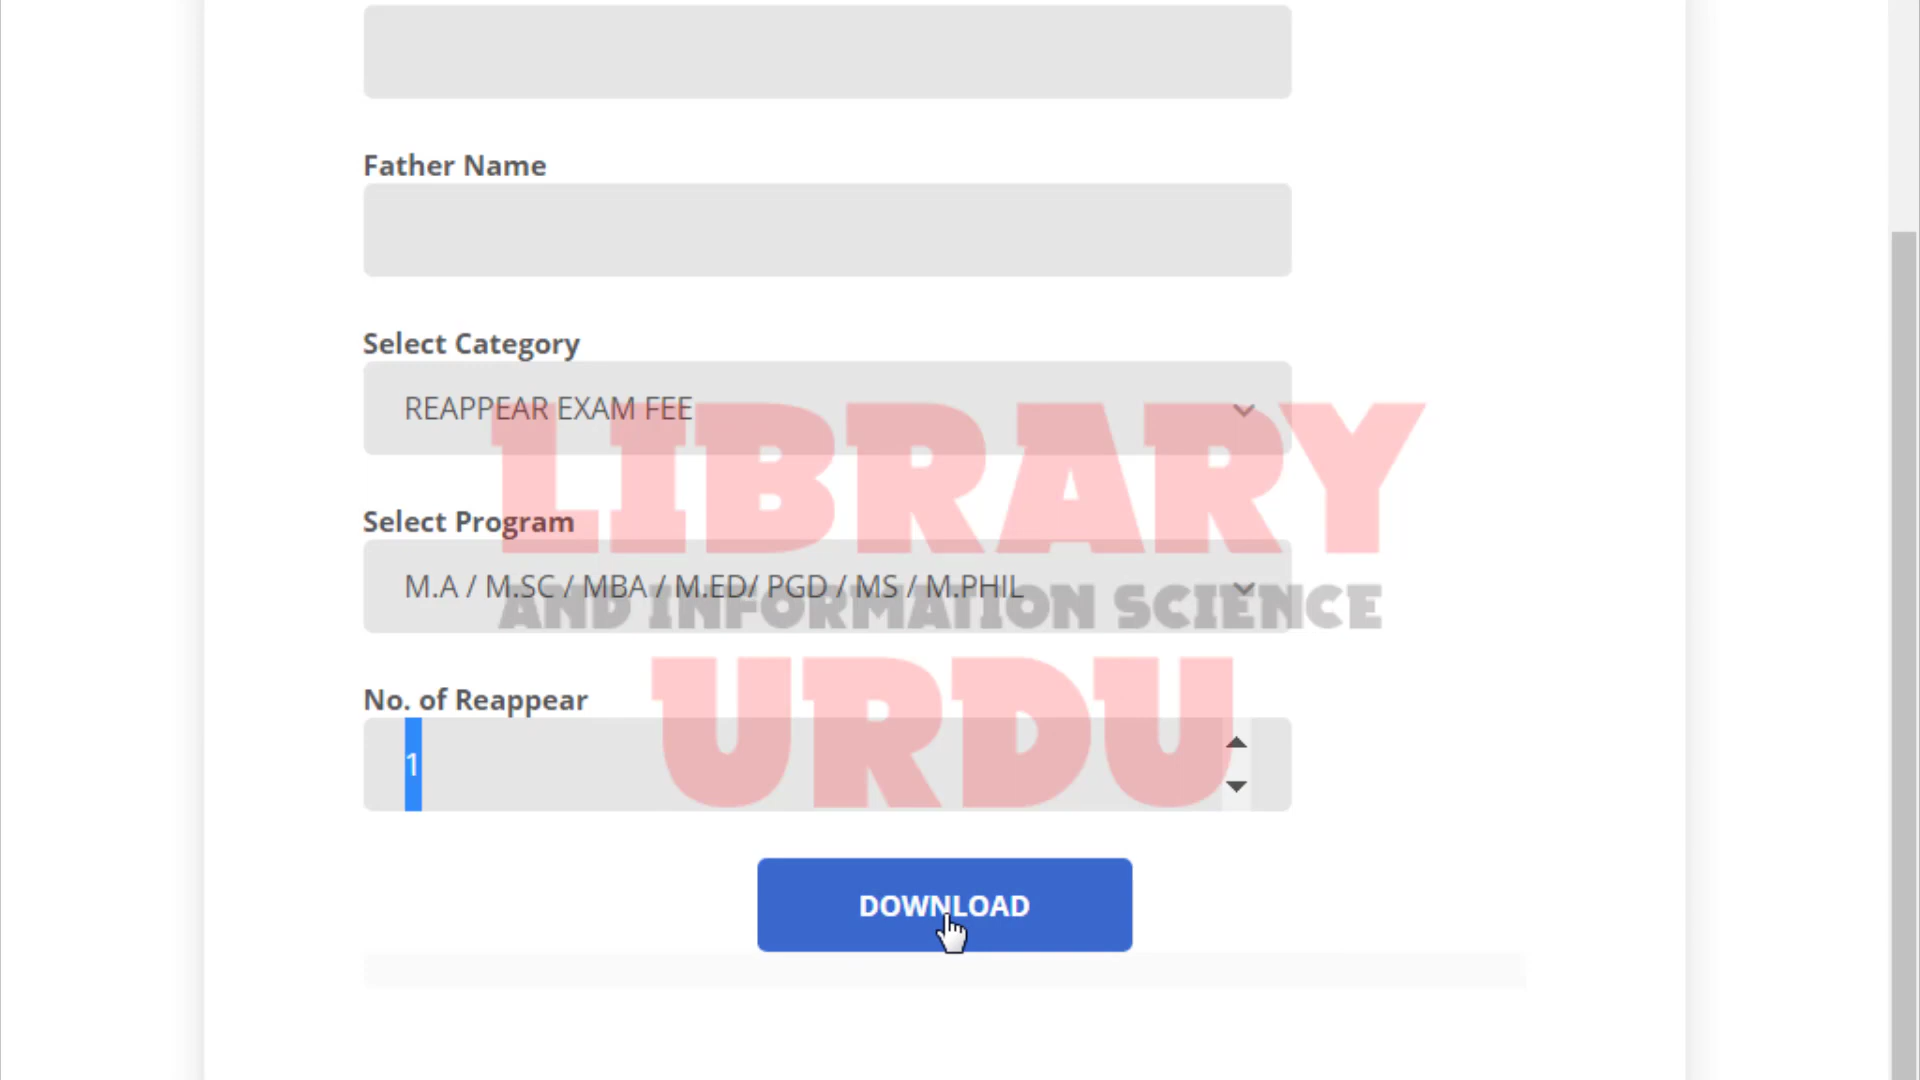 Father Name
Select Category
REAPPEAR EXAM FEE
LIBRARY
Select Program
M.A / M.SC / MBA / M.ED/ PGD / MS / M.PHIL
AND INFORMATION SCIENCE
URDU
No. of Reappear
1
DOWNLOAD